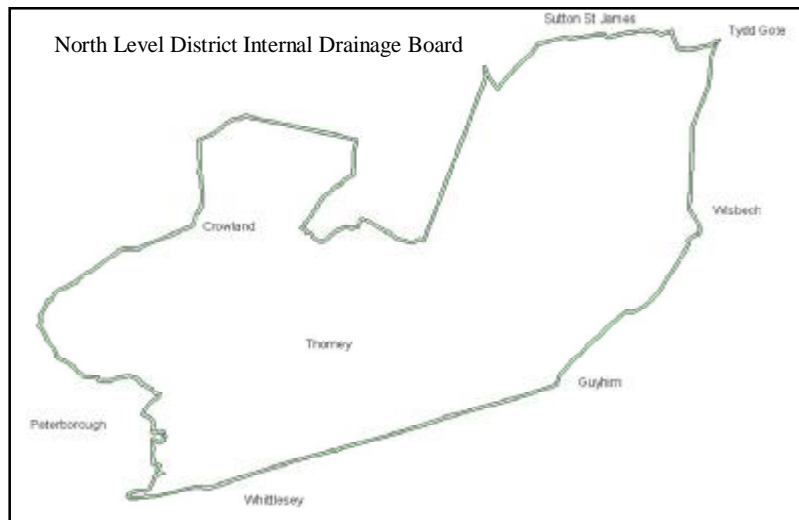 Sutton St James
Tydd Gote
North Level District Internal Drainage Board
Wisbech
Crowland
Thorney
Guyhirn
Peterborough
Whittlesey